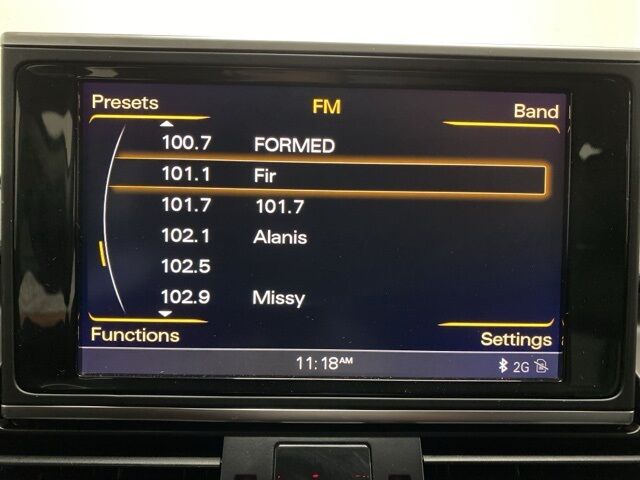 Presets FM Band
100.7 FORMED
101.1 Fir
101.7 101.7
102.1 Alanis
102.5
102.9 Missy
Functions Settings
11:18AM 2G